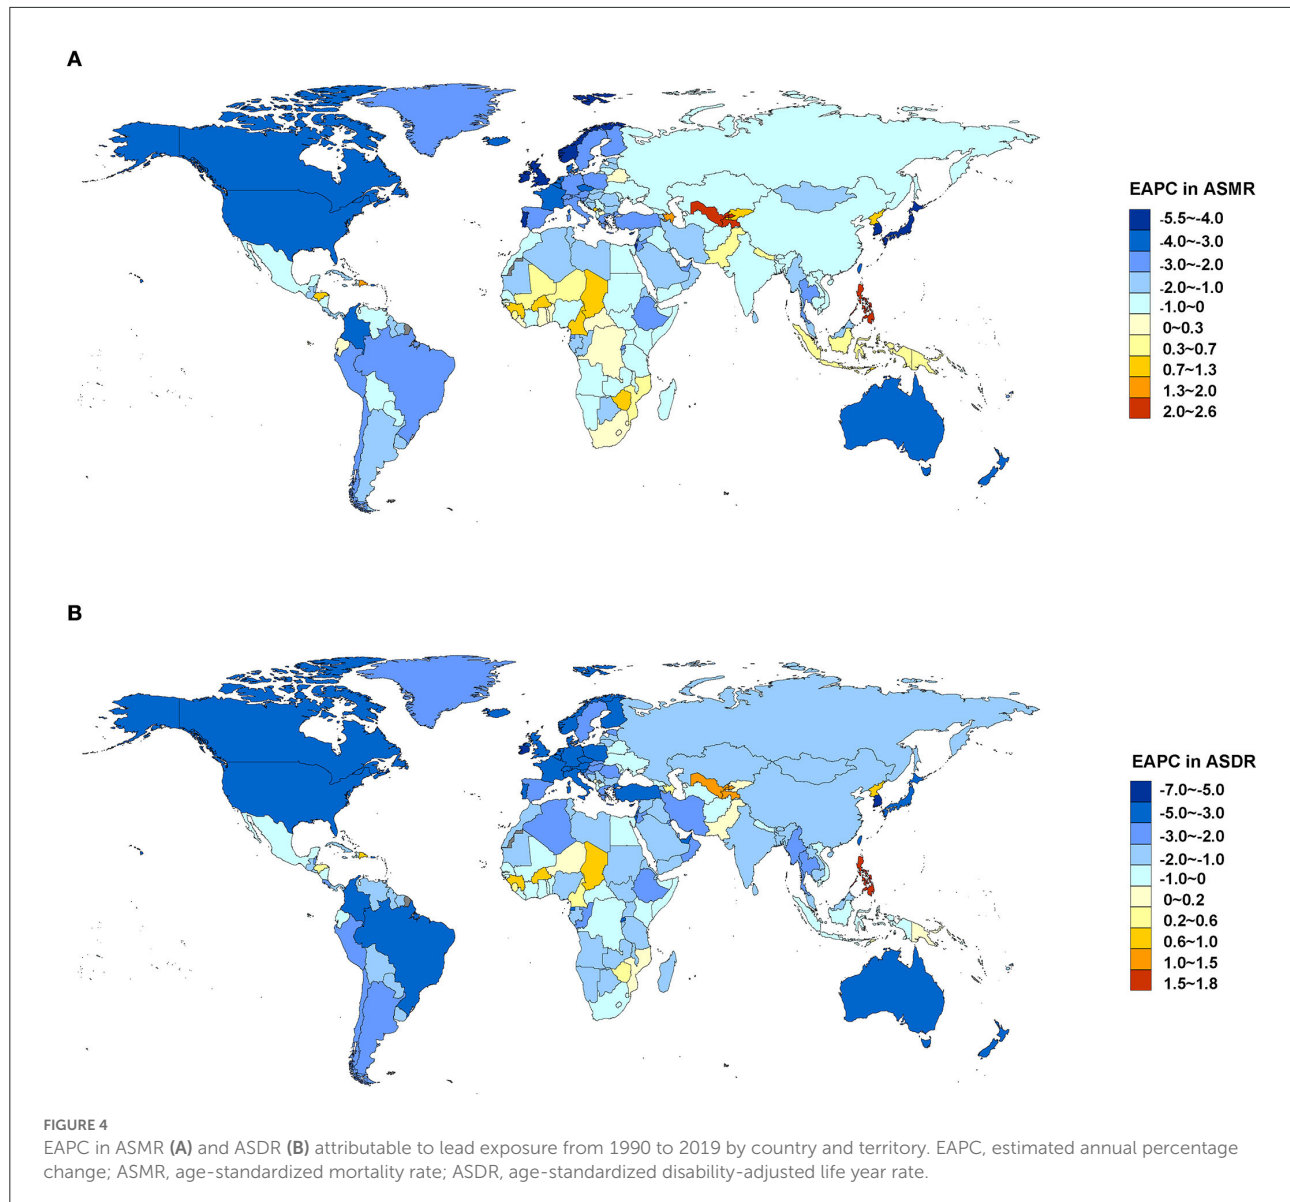 A
EAPC in ASMR
-5.5~-4.0
-4.0~-3.0
-3.0~-2.0
-2.0~-1.0
-1.0~0
0~0.3
0.3~0.7
0.7~1.3
1.3~2.0
2.0~2.6
B
EAPC in ASDR
-7.0~-5.0
-5.0~-3.0
-3.0~-2.0
-2.0~-1.0
-1.0~0
0~0.2
0.2~0.6
0.6~1.0
1.0~1.5
1.5~1.8
FIGURE 4
EAPC in ASMR (A) and ASDR (B) attributable to lead exposure from 1990 to 2019 by country and territory. EAPC, estimated annual percentage
change; ASMR, age-standardized mortality rate; ASDR, age-standardized disability-adjusted life year rate.